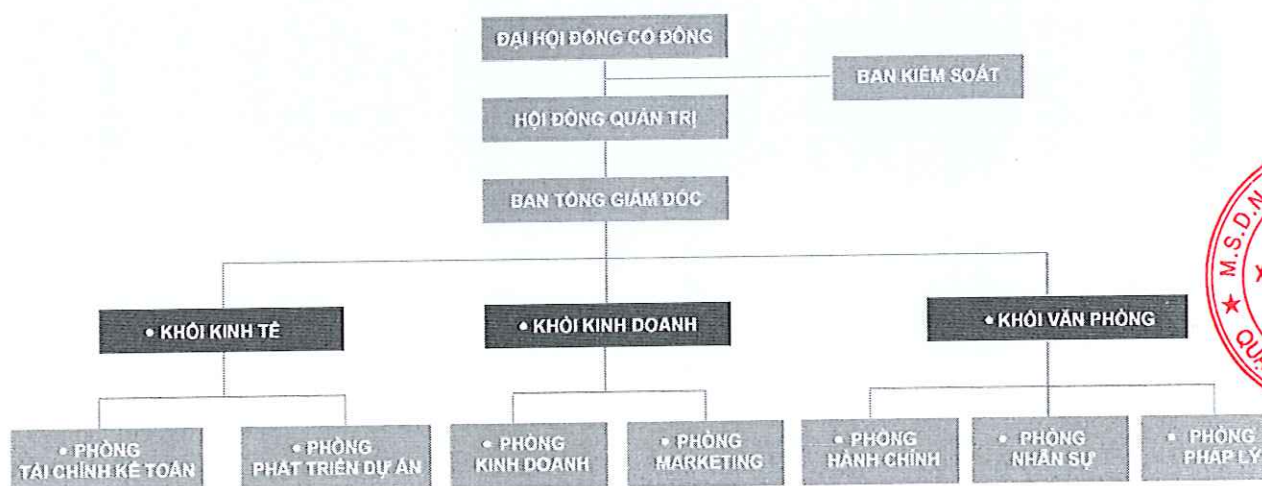 ĐẠI HỘI ĐỒNG CỔ ĐÔNG
BAN KIỂM SOÁT
HỘI ĐỒNG QUẢN TRỊ
BAN TỔNG GIÁM ĐỐC
• KHỐI KINH TẾ
• KHỐI KINH DOANH
• KHỐI VĂN PHÒNG
• PHÒNG
TÀI CHÍNH KẾ TOÁN
• PHÒNG
PHÁT TRIỂN DỰ ÁN
• PHÒNG
KINH DOANH
• PHÒNG
MARKETING
• PHÒNG
HÀNH CHÍNH
• PHÒNG
NHÂN SỰ
• PHÒNG
PHÁP LÝ
★ M.S.D.N